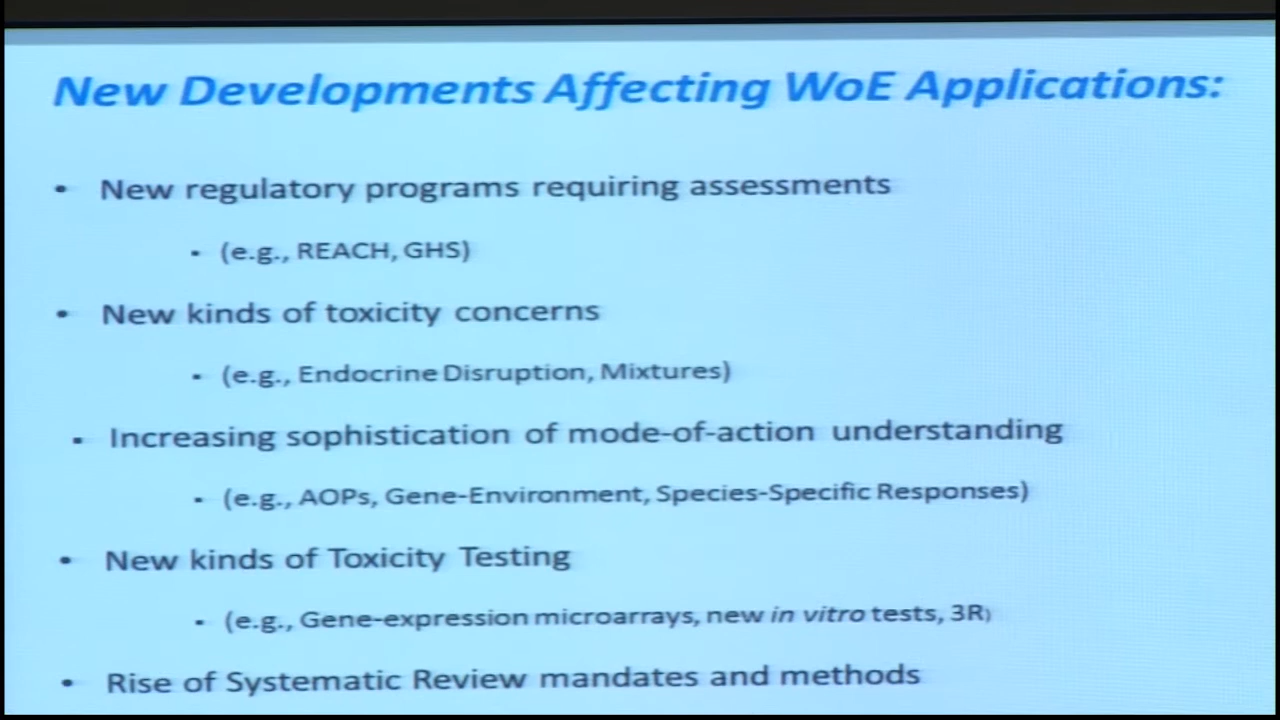 New Developments Affecting WoE Applications:
• New regulatory programs requiring assessments
• (e.g., REACH, GHS)
• New kinds of toxicity concerns
• (e.g., Endocrine Disruption, Mixtures)
• Increasing sophistication of mode-of-action understanding
• (e.g., AOPs, Gene-Environment, Species-Specific Responses)
• New kinds of Toxicity Testing
• (e.g., Gene-expression microarrays, new in vitro tests, 3R)
• Rise of Systematic Review mandates and methods